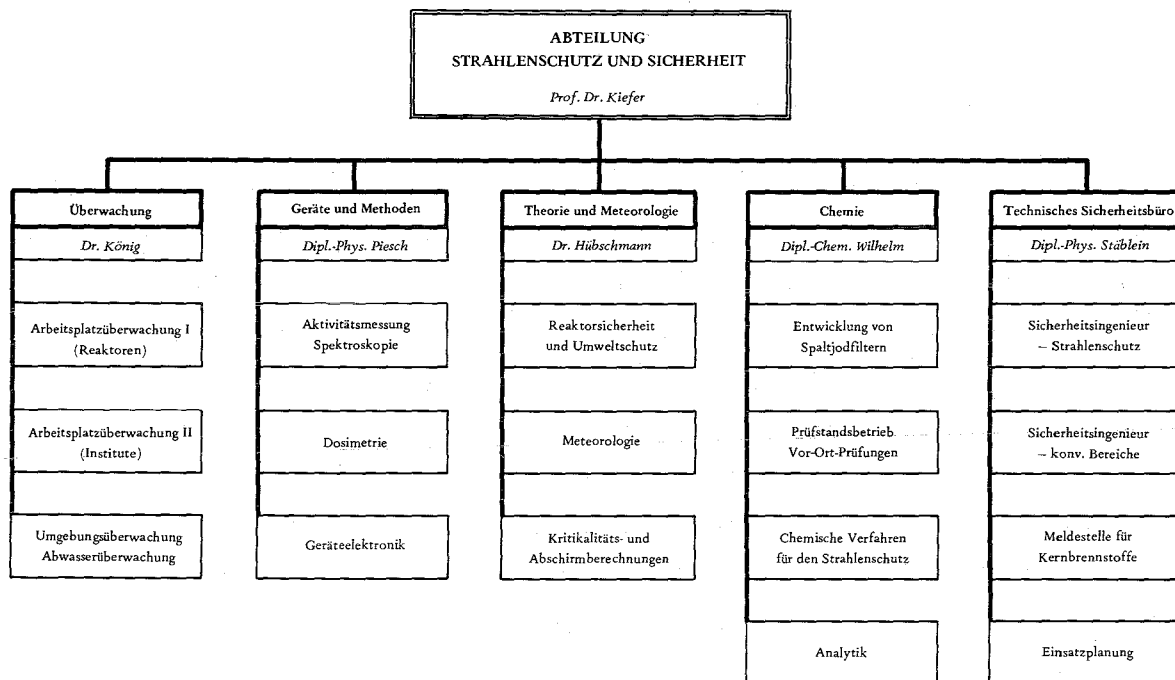 ABTEILUNG
STRAHLENSCHUTZ UND SICHERHEIT
Prof. Dr. Kiefer
Überwachung
Dr. König
Arbeitsplatzüberwachung I
(Reaktoren)
Arbeitsplatzüberwachung II
(Institute)
Umgebungsüberwachung
Abwasserüberwachung
Geräte und Methoden
Dipl.-Phys. Piesch
Aktivitätsmessung
Spektroskopie
Dosimetrie
Geräteelektronik
Theorie und Meteorologie
Dr. Hübschmann
Reaktorsicherheit
und Umweltschutz
Meteorologie
Kritikalitäts- und
Abschirmberechnungen
Chemie
Dipl.-Chem. Wilhelm
Entwicklung von
Spaltjodfiltern
Prüfstandsbetrieb
Vor-Ort-Prüfungen
Chemische Verfahren
für den Strahlenschutz
Analytik
Technisches Sicherheitsbüro
Dipl.-Phys. Stäblein
Sicherheitsingenieur
– Strahlenschutz
Sicherheitsingenieur
– konv. Bereiche
Meldestelle für
Kernbrennstoffe
Einsatzplanung